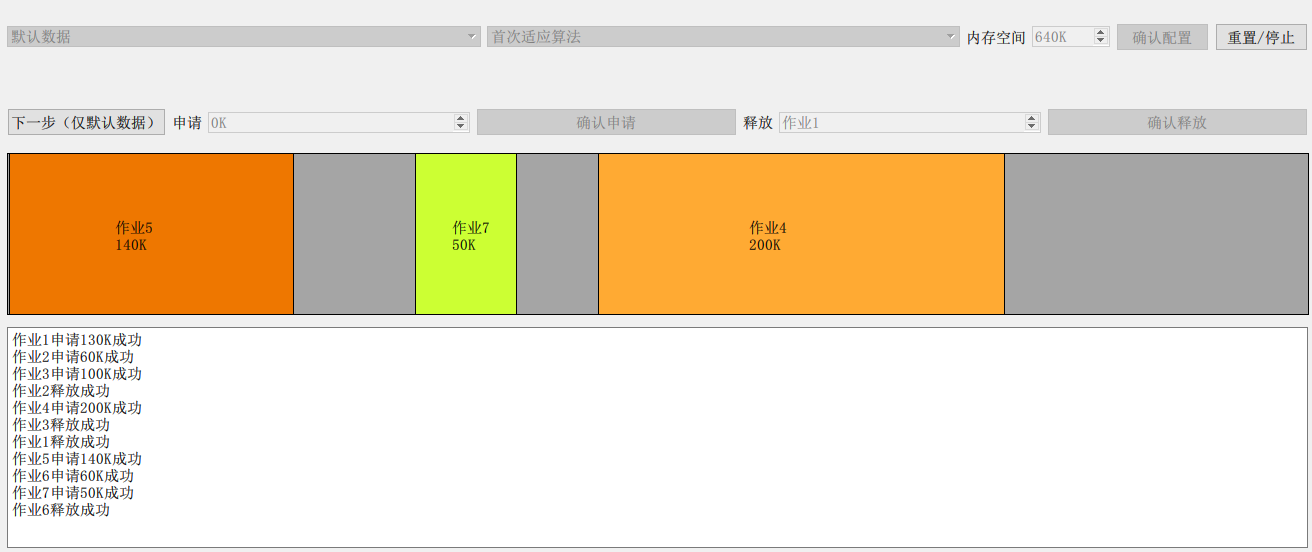 默认数据 首次适应算法 内存空间 640K 确认配置 重置/停止
下一步（仅默认数据） 申请 0K 确认申请 释放 作业1 确认释放
作业5 作业7 作业4
140K 50K 200K
作业1申请130K成功
作业2申请60K成功
作业3申请100K成功
作业2释放成功
作业4申请200K成功
作业3释放成功
作业1释放成功
作业5申请140K成功
作业6申请60K成功
作业7申请50K成功
作业6释放成功